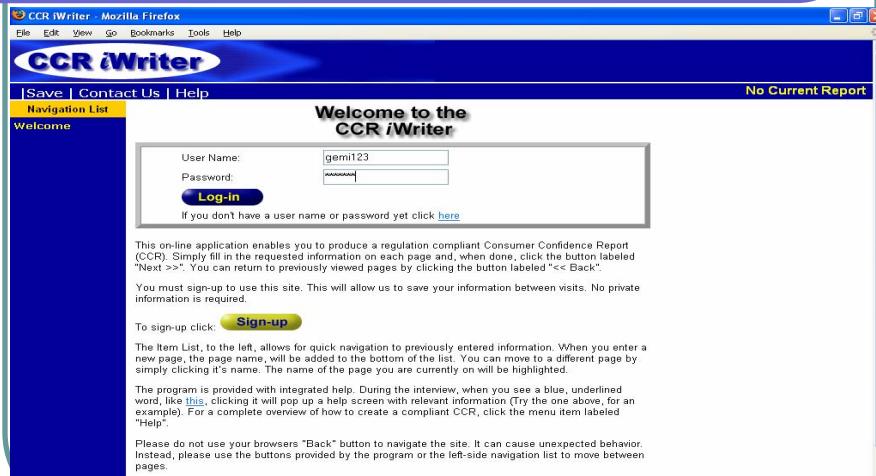 CCR iWriter - Mozilla Firefox
File Edit View Go Bookmarks Tools Help
CCR iWriter
|Save | Contact Us | Help
No Current Report
Navigation List
Welcome
Welcome to the
CCR iWriter
User Name: gemi123
Password: *******
Log-in
If you don't have a user name or password yet click here
This on-line application enables you to produce a regulation compliant Consumer Confidence Report
(CCR). Simply fill in the requested information on each page and, when done, click the button labeled
"Next >>". You can return to previously viewed pages by clicking the button labeled "<< Back".
You must sign-up to use this site. This will allow us to save your information between visits. No private
information is required.
To sign-up click: Sign-up
The Item List, to the left, allows for quick navigation to previously entered information. When you enter a
new page, the page name, will be added to the bottom of the list. You can move to a different page by
simply clicking it's name. The name of the page you are currently on will be highlighted.
The program is provided with integrated help. During the interview, when you see a blue, underlined
word, like this, clicking it will pop up a help screen with relevant information (Try the one above, for an
example). For a complete overview of how to create a compliant CCR, click the menu item labeled
"Help".
Please do not use your browsers "Back" button to navigate the site. It can cause unexpected behavior.
Instead, please use the buttons provided by the program or the left-side navigation list to move between
pages.